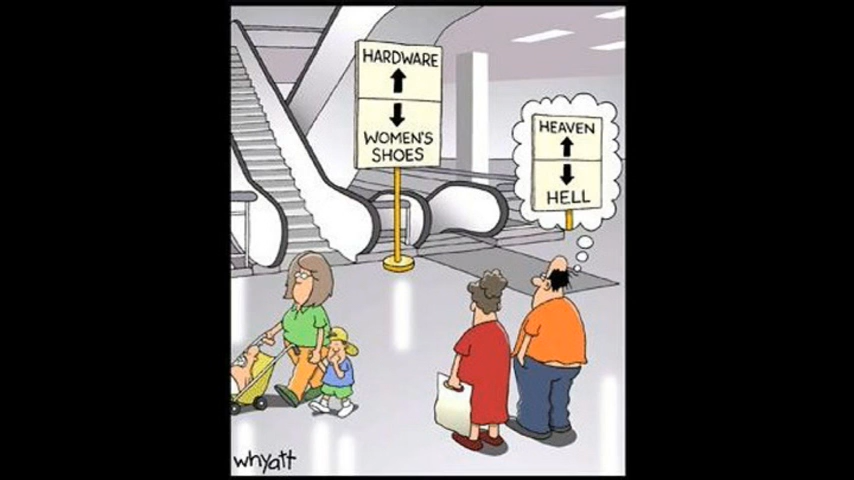 HARDWARE
WOMEN'S
SHOES
HEAVEN
HELL
whyatt